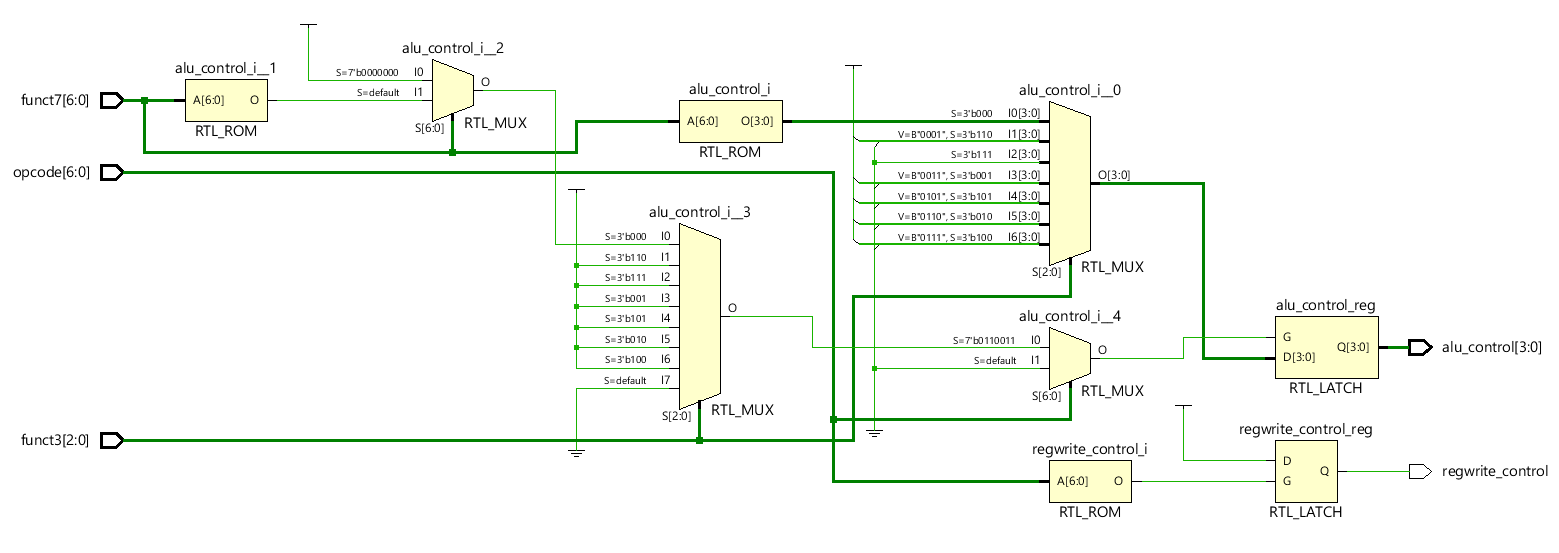 funct7[6:0]
opcode[6:0]
funct3[2:0]
alu_control_i__1
A[6:0] O
RTL_ROM
alu_control_i__2
S=7'b0000000 I0
S=default I1
O
S[6:0]
RTL_MUX
alu_control_i
A[6:0] O[3:0]
RTL_ROM
alu_control_i__0
S=3'b000 I0[3:0]
V=B"0001", S=3'b110 I1[3:0]
S=3'b111 I2[3:0]
V=B"0011", S=3'b001 I3[3:0]
V=B"0101", S=3'b101 I4[3:0]
V=B"0110", S=3'b010 I5[3:0]
V=B"0111", S=3'b100 I6[3:0]
O[3:0]
S[2:0]
RTL_MUX
alu_control_i__3
S=3'b000 I0
S=3'b110 I1
S=3'b111 I2
S=3'b001 I3
S=3'b101 I4
S=3'b010 I5
S=3'b100 I6
S=default I7
O
S[2:0]
RTL_MUX
alu_control_i__4
S=7'b0110011 I0
S=default I1
O
S[6:0]
RTL_MUX
alu_control_reg
G
D[3:0]
Q[3:0]
RTL_LATCH
alu_control[3:0]
regwrite_control_i
A[6:0] O
RTL_ROM
regwrite_control_reg
D
G
Q
RTL_LATCH
regwrite_control